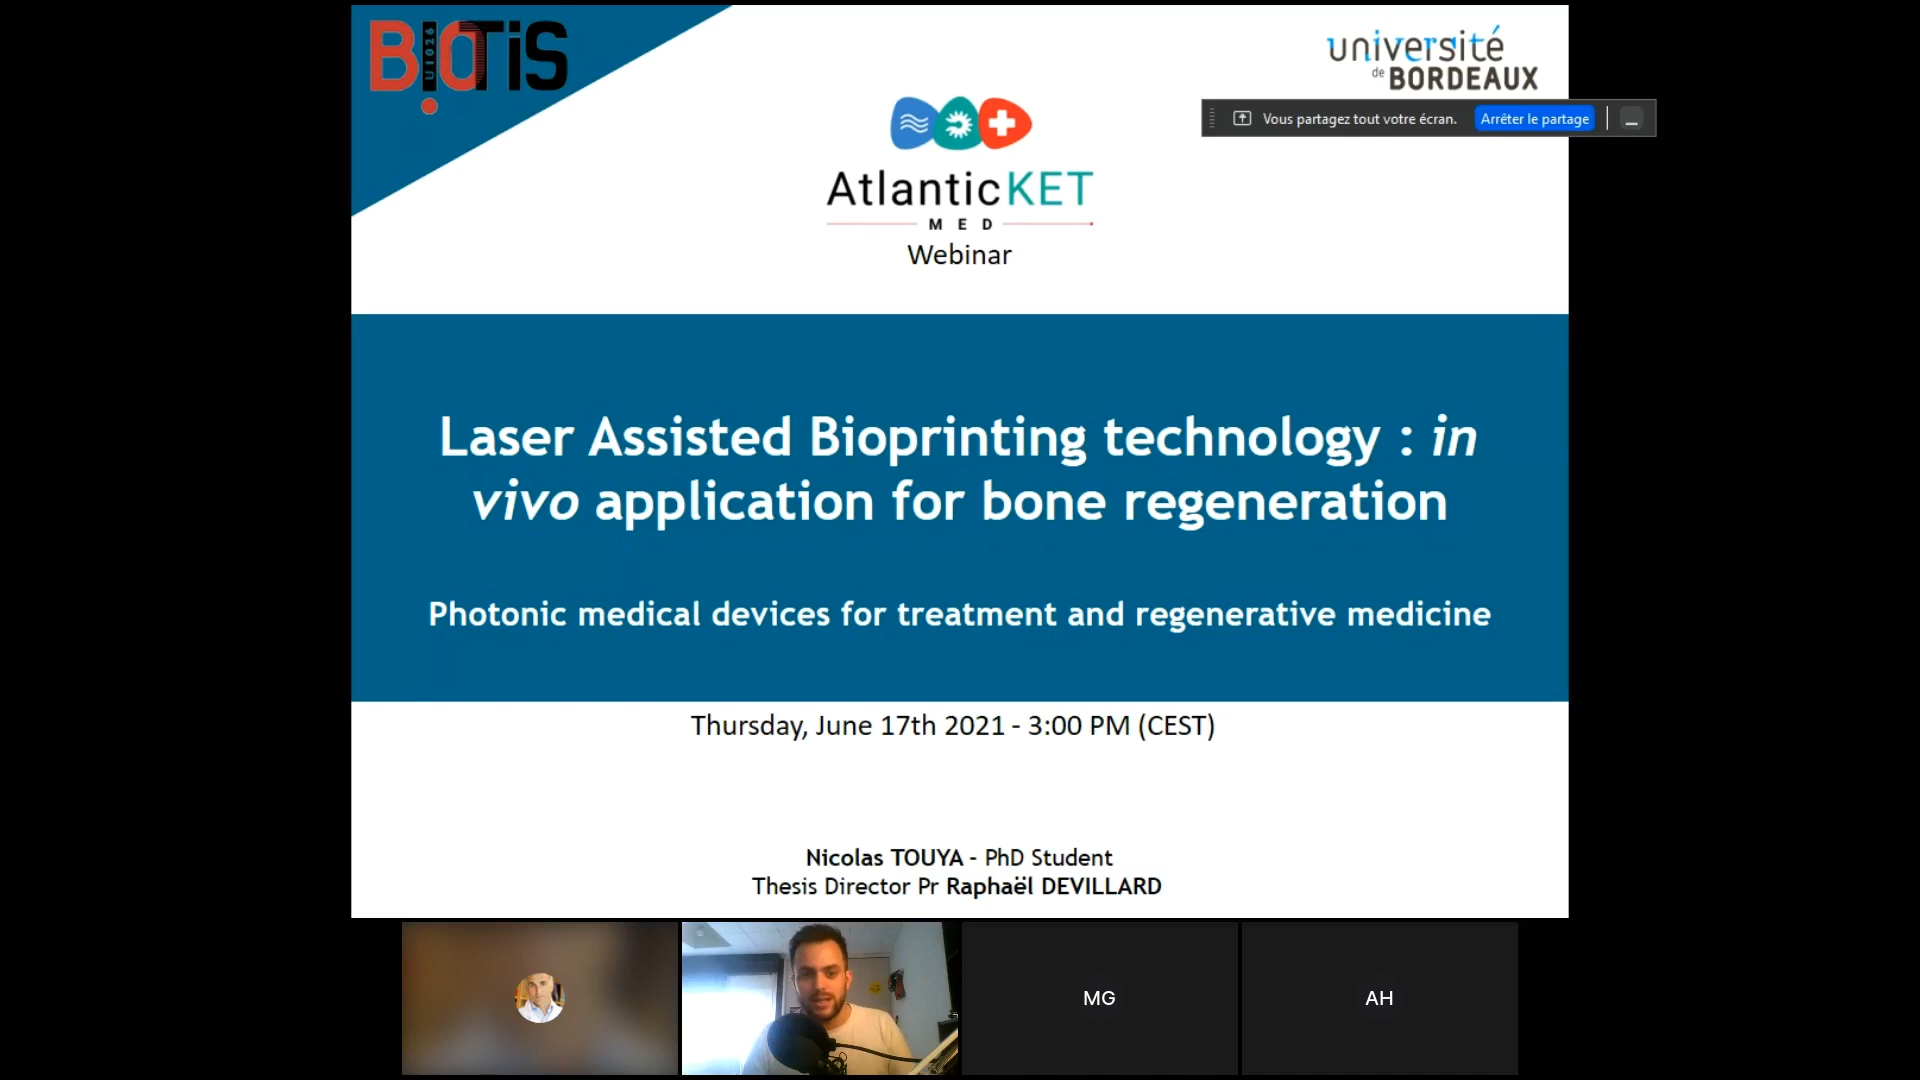 BIOTIS
U1026
université
de BORDEAUX
Vous partagez tout votre écran.
Arrêter le partage
AtlanticKET
MED
Webinar
Laser Assisted Bioprinting technology : in
vivo application for bone regeneration
Photonic medical devices for treatment and regenerative medicine
Thursday, June 17th 2021 - 3:00 PM (CEST)
Nicolas TOUYA - PhD Student
Thesis Director Pr Raphaël DEVILLARD
MG
AH